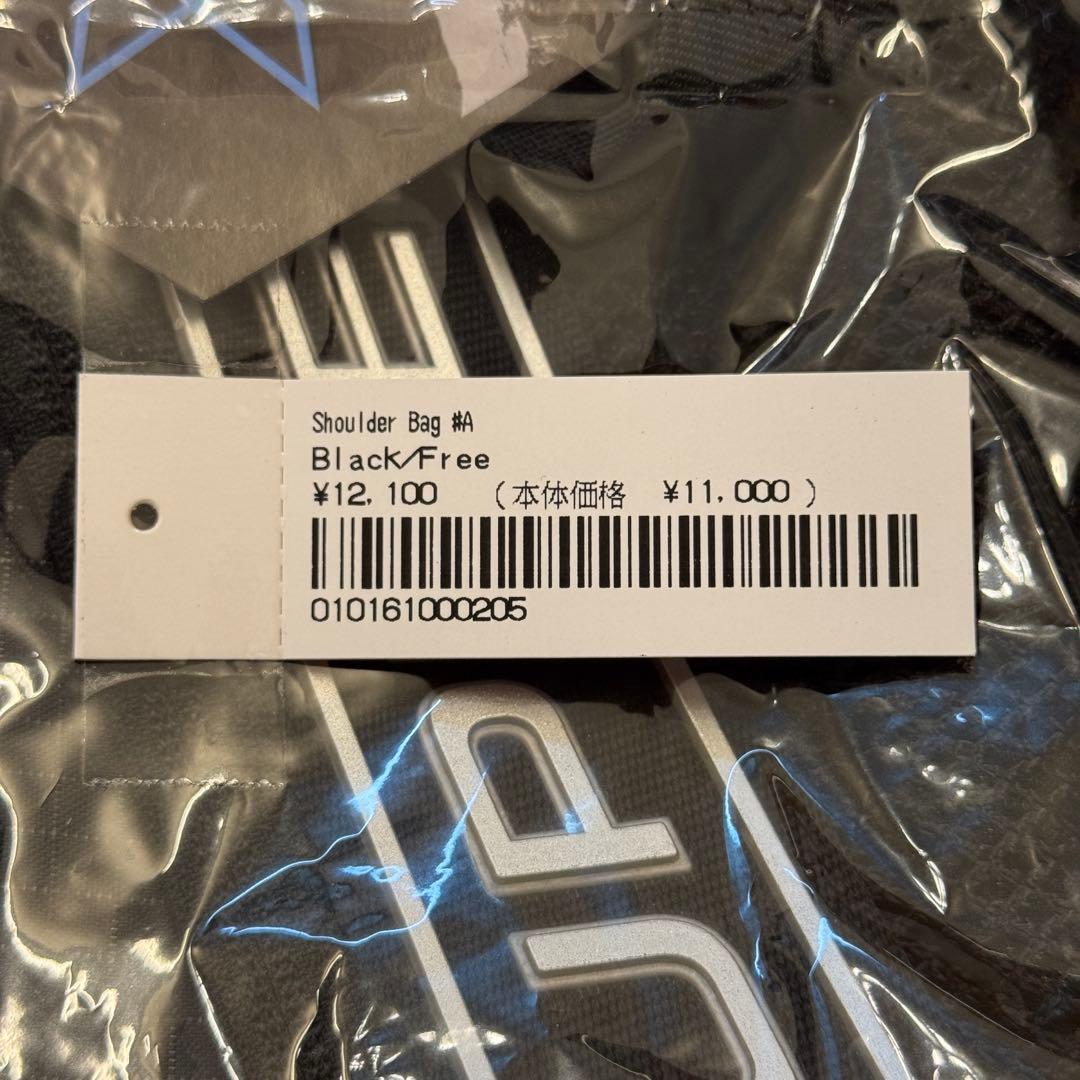 Shoulder Bag #A
Black/Free
¥12,100 (本体価格 ¥11,000)
010161000205